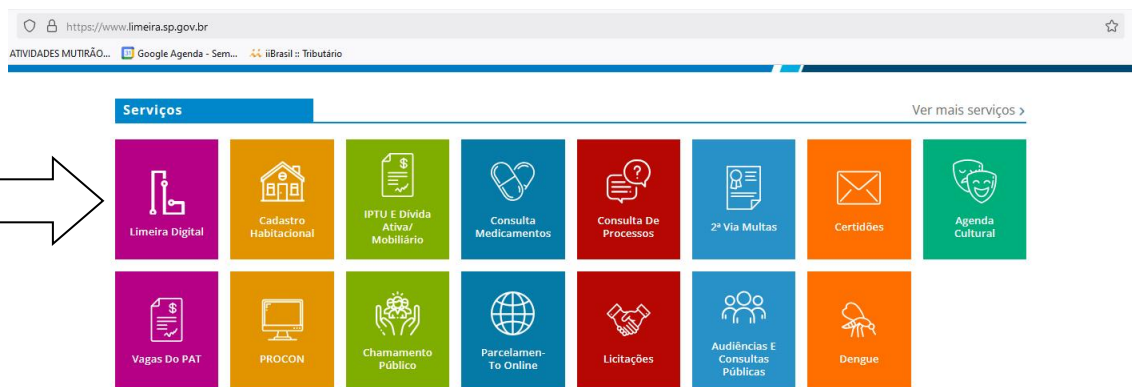 https://www.limeira.sp.gov.br
ATIVIDADES MUTIRÃO... 31 Google Agenda - Sem... iiBrasil :: Tributário
Serviços
Ver mais serviços >
Limeira Digital
Cadastro
Habitacional
IPTU E Dívida
Ativa/
Mobiliário
Consulta
Medicamentos
Consulta De
Processos
2ª Via Multas
Certidões
Agenda
Cultural
Vagas Do PAT
PROCON
Chamamento
Público
Parcelamen-
To Online
Licitações
Audiências E
Consultas
Públicas
Dengue